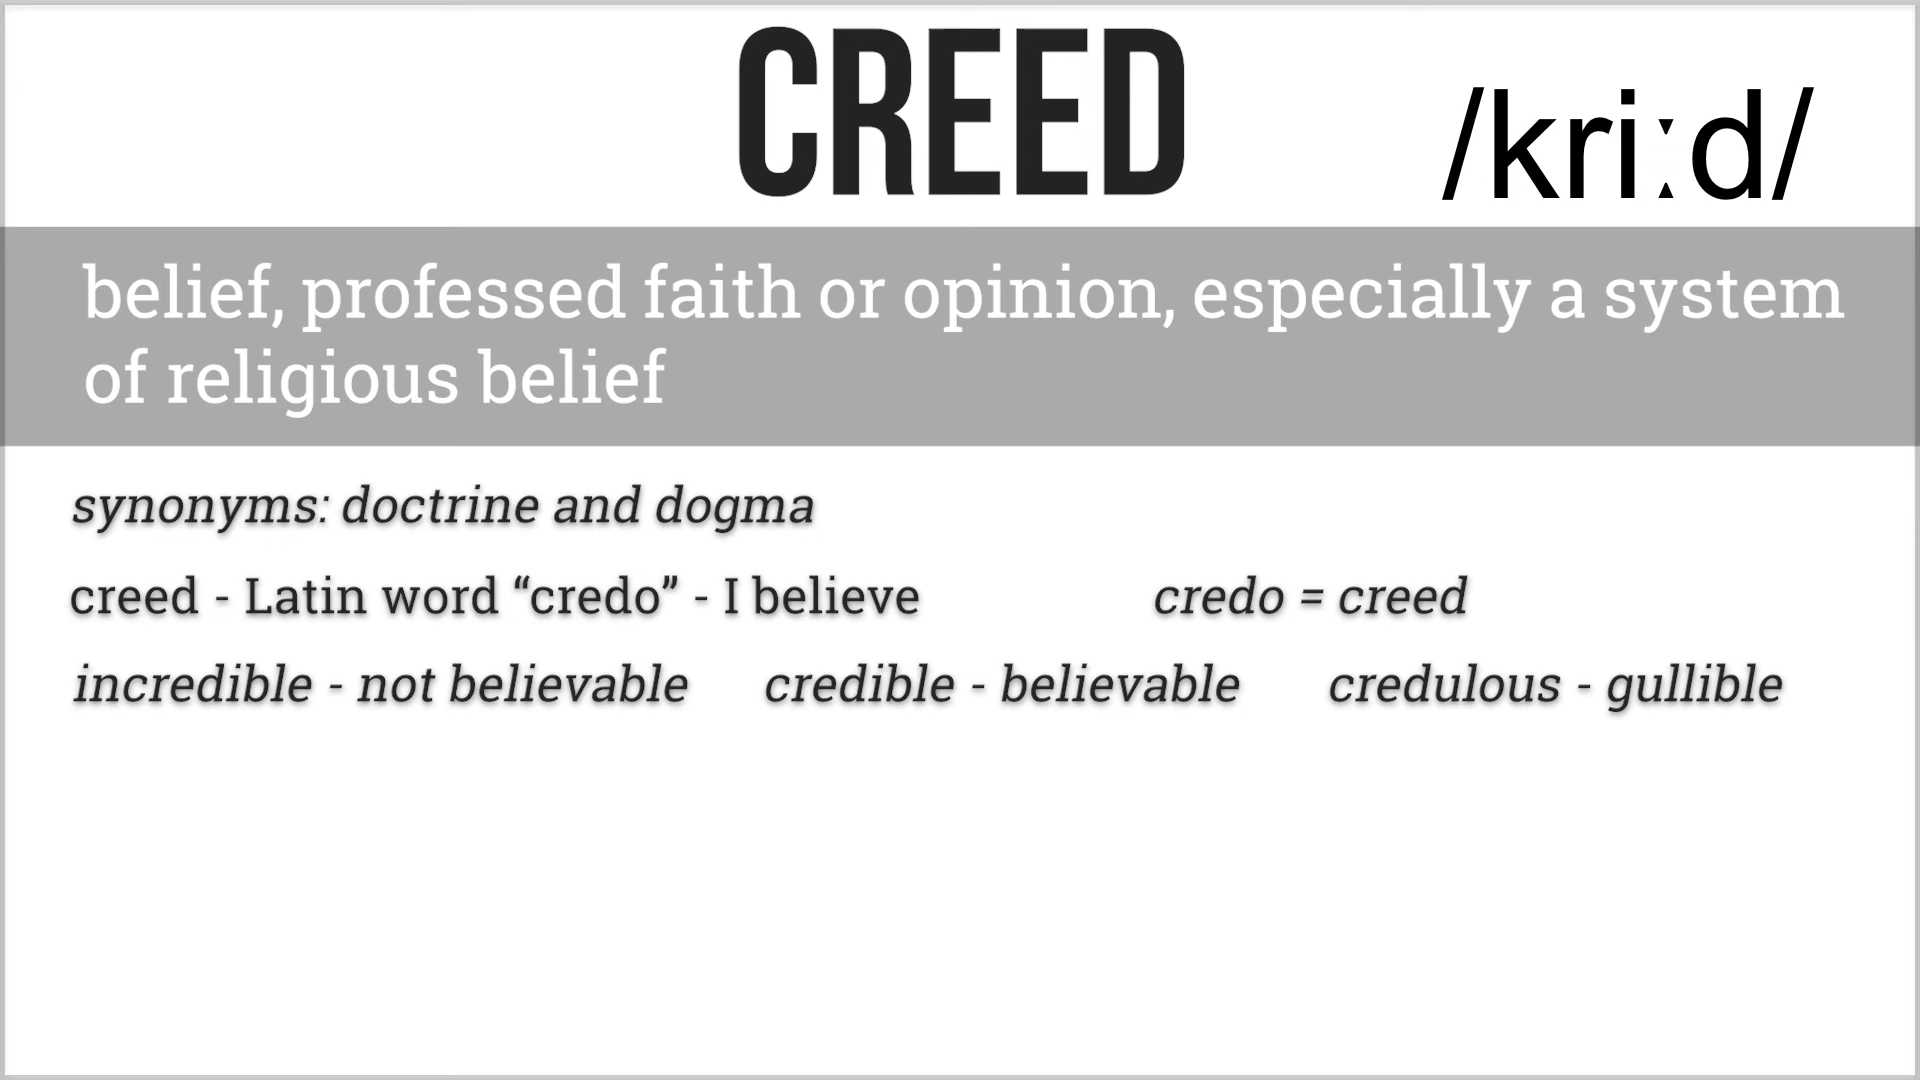 CREED
/kriːd/
belief, professed faith or opinion, especially a system
of religious belief
synonyms: doctrine and dogma
creed - Latin word “credo” - I believe credo = creed
incredible - not believable credible - believable credulous - gullible